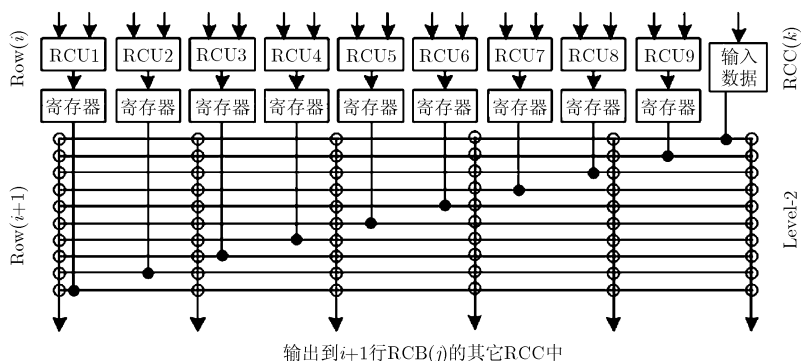 Row(i)
RCU1 RCU2 RCU3 RCU4 RCU5 RCU6 RCU7 RCU8 RCU9
输入
数据
RCC(k)
寄存器 寄存器 寄存器 寄存器 寄存器 寄存器 寄存器 寄存器 寄存器
Row(i+1)
Level-2
输出到i+1行RCB(j)的其它RCC中